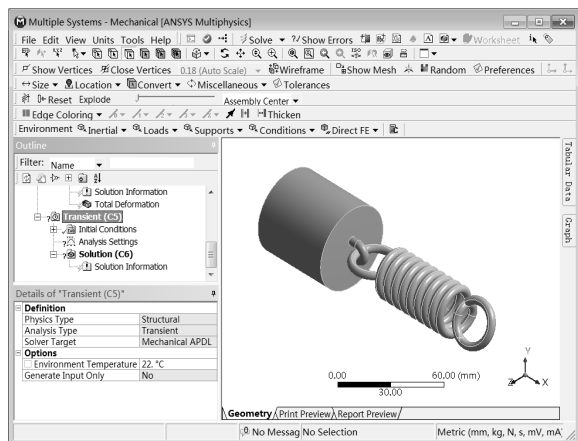 Multiple Systems - Mechanical [ANSYS Multiphysics]
File Edit View Units Tools Help Solve ?/ Show Errors Worksheet
Show Vertices Close Vertices 0.18 (Auto Scale) Wireframe Show Mesh Random Preferences
Size Location Convert Miscellaneous Tolerances
Reset Explode Assembly Center
Edge Coloring Thicken
Environment Inertial Loads Supports Conditions Direct FE
Outline
Filter: Name
Solution Information
Total Deformation
Transient (C5)
Initial Conditions
Analysis Settings
Solution (C6)
Solution Information
Details of "Transient (C5)"
Definition
Physics Type Structural
Analysis Type Transient
Solver Target Mechanical APDL
Options
Environment Temperature 22. °C
Generate Input Only No
0.00 60.00 (mm)
30.00
Y
Z X
Geometry Print Preview Report Preview
Tabular Data
Graph
0 No Messag No Selection Metric (mm, kg, N, s, mV, mA)